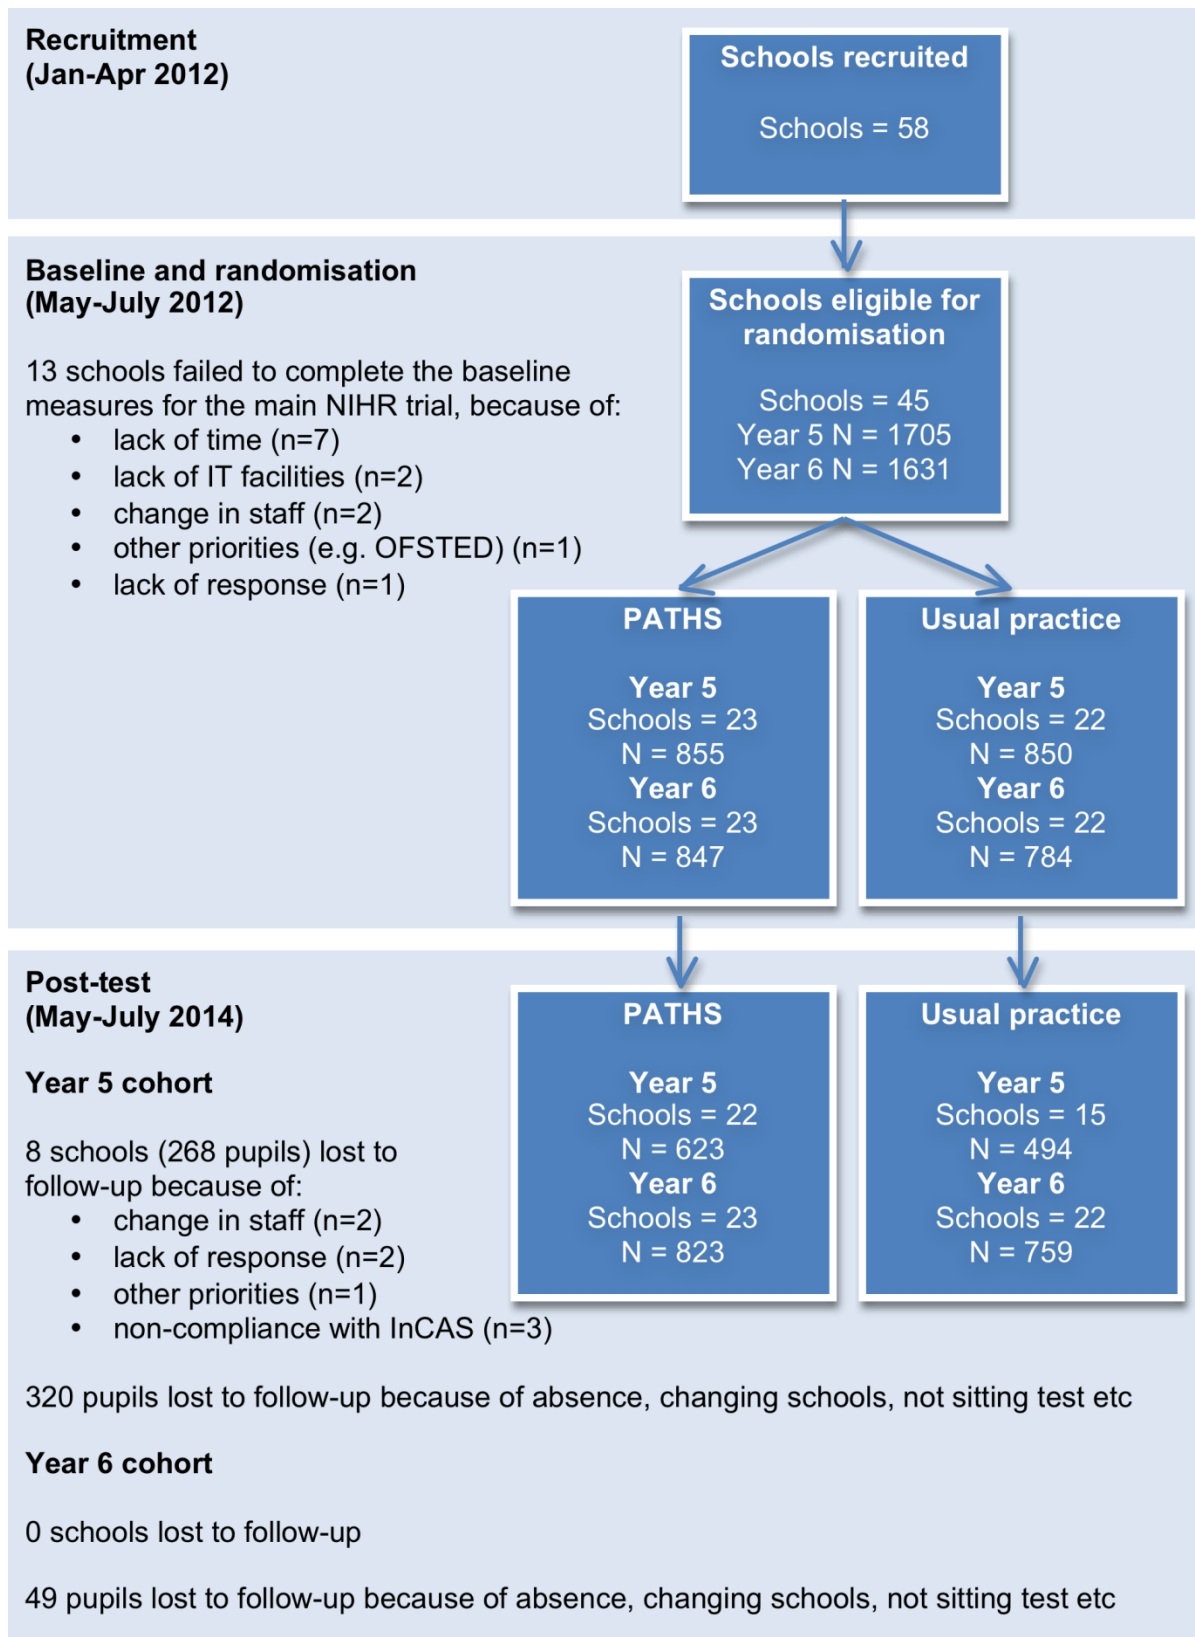 Recruitment
(Jan-Apr 2012)
Schools recruited
Schools = 58
Baseline and randomisation
(May-July 2012)
13 schools failed to complete the baseline
measures for the main NIHR trial, because of:
• lack of time (n=7)
• lack of IT facilities (n=2)
• change in staff (n=2)
• other priorities (e.g. OFSTED) (n=1)
• lack of response (n=1)
Schools eligible for
randomisation
Schools = 45
Year 5 N = 1705
Year 6 N = 1631
PATHS
Year 5
Schools = 23
N = 855
Year 6
Schools = 23
N = 847
Usual practice
Year 5
Schools = 22
N = 850
Year 6
Schools = 22
N = 784
Post-test
(May-July 2014)
Year 5 cohort
8 schools (268 pupils) lost to
follow-up because of:
• change in staff (n=2)
• lack of response (n=2)
• other priorities (n=1)
• non-compliance with InCAS (n=3)
PATHS
Year 5
Schools = 22
N = 623
Year 6
Schools = 23
N = 823
Usual practice
Year 5
Schools = 15
N = 494
Year 6
Schools = 22
N = 759
320 pupils lost to follow-up because of absence, changing schools, not sitting test etc
Year 6 cohort
0 schools lost to follow-up
49 pupils lost to follow-up because of absence, changing schools, not sitting test etc